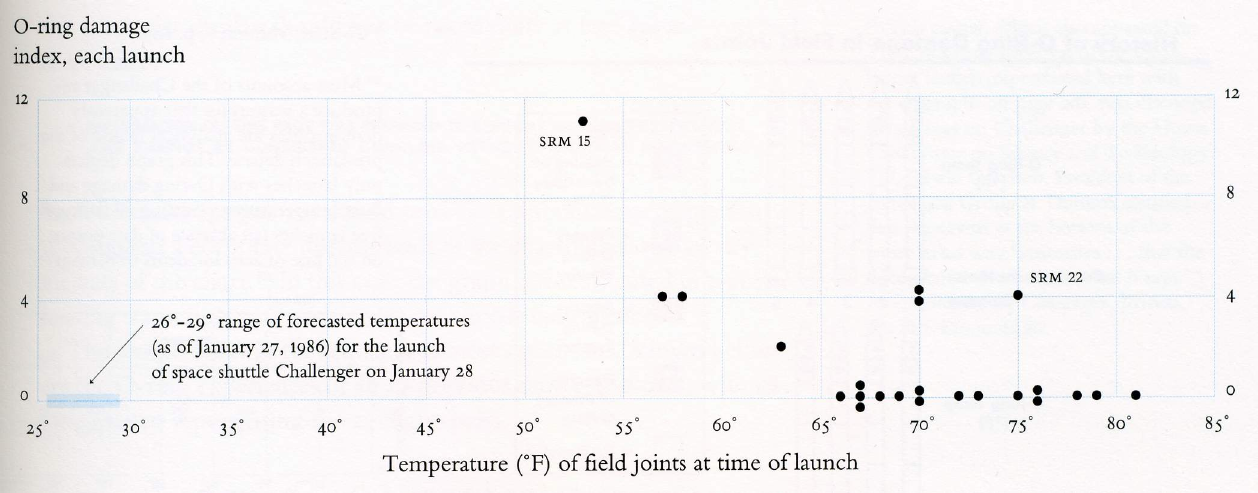 O-ring damage
index, each launch
12
12
SRM 15
8
8
SRM 22
4
4
26°–29° range of forecasted temperatures
(as of January 27, 1986) for the launch
of space shuttle Challenger on January 28
0
0
25° 30° 35° 40° 45° 50° 55° 60° 65° 70° 75° 80° 85°
Temperature (°F) of field joints at time of launch